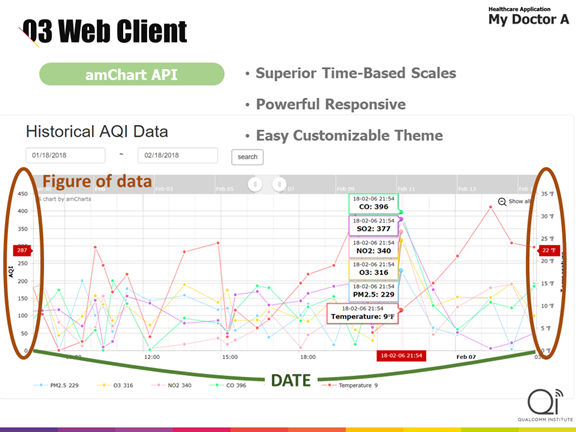 Healthcare Application
My Doctor A
03 Web Client
amChart API
• Superior Time-Based Scales
• Powerful Responsive
• Easy Customizable Theme
Historical AQI Data
01/18/2018 ~ 02/18/2018 search
Figure of data
Feb 03 Feb 05 Feb 07 Feb 09 Feb 11 Feb 13
chart by amCharts
Show all
450
400
350
300
287
250
200
150
100
50
0
AQI
35 °F
30 °F
25 °F
22 °F
20 °F
15 °F
10 °F
5 °F
0 °F
18-02-06 21:54
CO: 396
18-02-06 21:54
SO2: 377
18-02-06 21:54
NO2: 340
18-02-06 21:54
O3: 316
18-02-06 21:54
PM2.5: 229
18-02-06 21:54
Temperature: 9'f
12:00 15:00 18:00 18-02-06 21:54 Feb 07
DATE
PM2.5 229 O3 316 NO2 340 CO 396 Temperature 9
Qi
QUALCOMM INSTITUTE